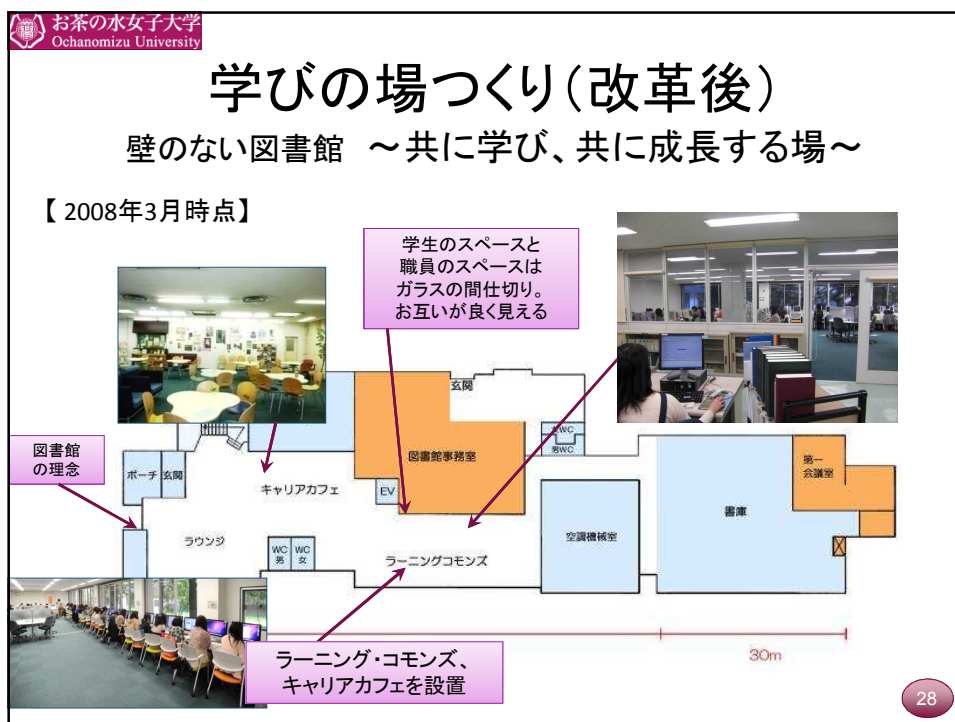 お茶の水女子大学
Ochanomizu University
学びの場つくり(改革後)
壁のない図書館 ～共に学び、共に成長する場～
【 2008年3月時点】
学生のスペースと
職員のスペースは
ガラスの間仕切り。
お互いが良く見える
玄関
女WC
男WC
図書館
の理念
図書館事務室
第一
会議室
ポーチ
玄関
キャリアカフェ
EV
書庫
ラウンジ
WC
男
WC
女
ラーニングコモンズ
空調機械室
ラーニング・コモンズ、
キャリアカフェを設置
30m
28